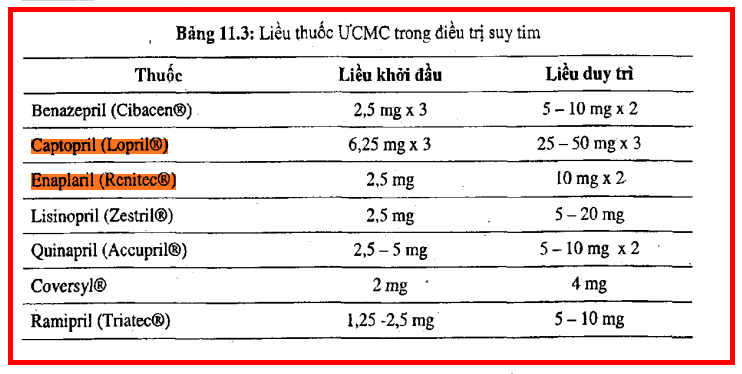 Bảng 11.3: Liều thuốc ƯCMC trong điều trị suy tim
Thuốc Liều khởi đầu Liều duy trì
Benazepril (Cibacen®) 2,5 mg x 3 5 – 10 mg x 2
Captopril (Lopril®) 6,25 mg x 3 25 – 50 mg x 3
Enaplaril (Renitec®) 2,5 mg 10 mg x 2
Lisinopril (Zestril®) 2,5 mg 5 – 20 mg
Quinapril (Accupril®) 2,5 – 5 mg 5 – 10 mg x 2
Coversyl® 2 mg 4 mg
Ramipril (Triatec®) 1,25 -2,5 mg 5 – 10 mg